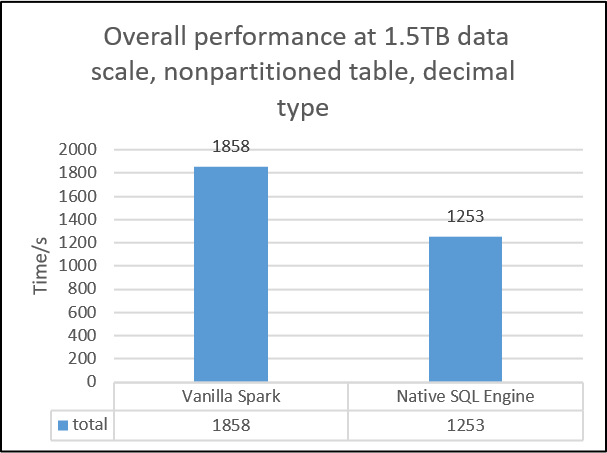 Overall performance at 1.5TB data
scale, nonpartitioned table, decimal
type
Time/s
2000
1800
1600
1400
1200
1000
800
600
400
200
0
1858
1253
Vanilla Spark Native SQL Engine
total 1858 1253